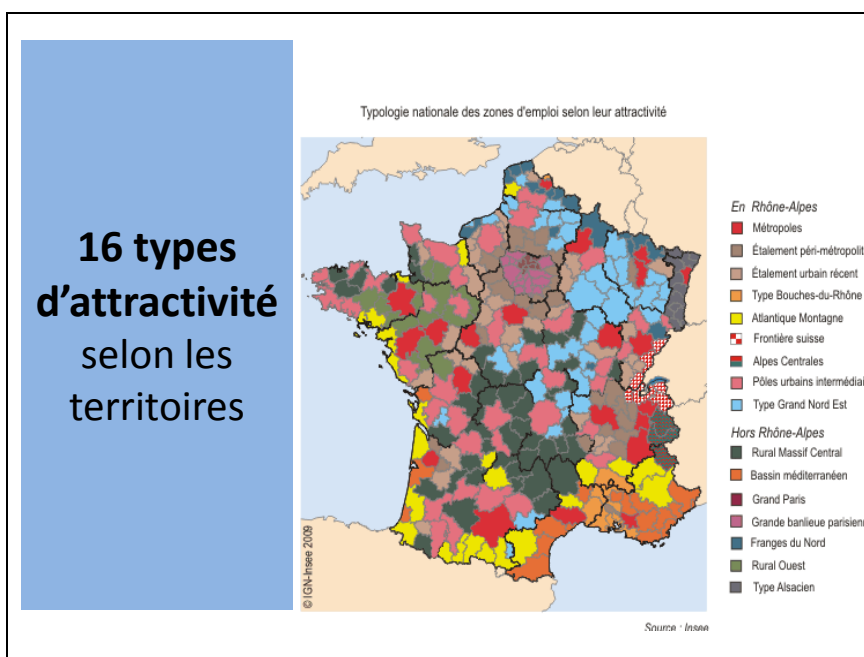 16 types
d’attractivité
selon les
territoires
Typologie nationale des zones d'emploi selon leur attractivité
En Rhône-Alpes
Métropoles
Étalement péri-métropolit
Étalement urbain récent
Type Bouches-du-Rhône
Atlantique Montagne
Frontière suisse
Alpes Centrales
Pôles urbains intermédiai
Type Grand Nord Est
Hors Rhône-Alpes
Rural Massif Central
Bassin méditerranéen
Grand Paris
Grande banlieue parisienn
Franges du Nord
Rural Ouest
Type Alsacien
© IGN-Insee 2009
Source : Insee